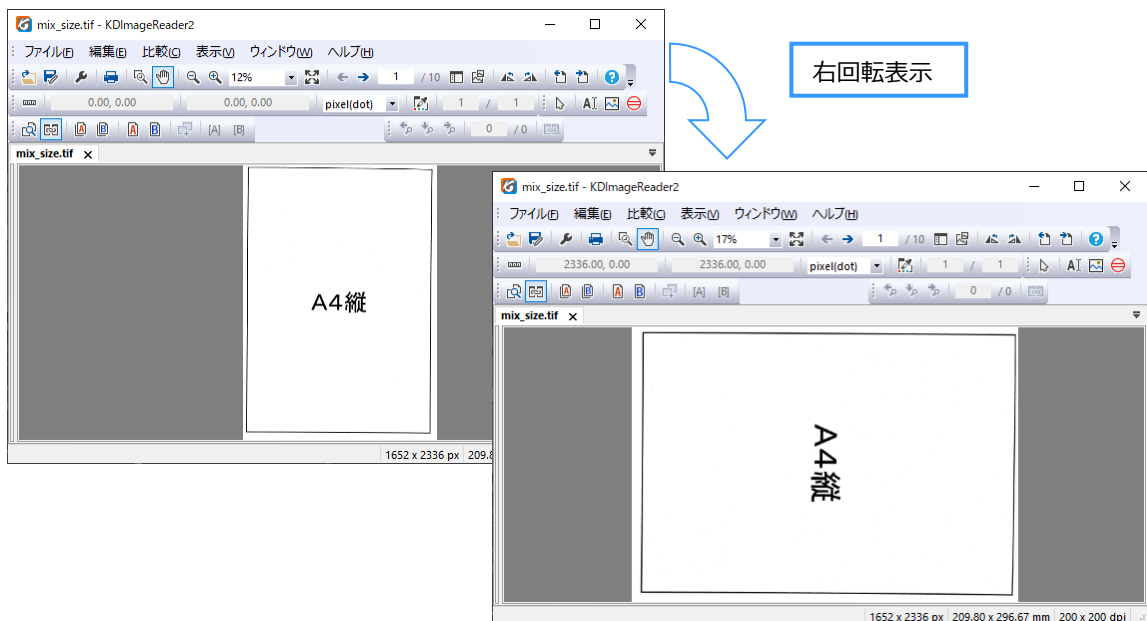 mix_size.tif - KDImageReader2
ファイル(F) 編集(E) 比較(C) 表示(V) ウィンドウ(W) ヘルプ(H)
12% 1 / 10
0.00, 0.00 0.00, 0.00 pixel(dot) 1 / 1 A
A B A B [A] [B] 0 / 0
mix_size.tif
A4縦
1652 x 2336 px 209.8
右回転表示
mix_size.tif - KDImageReader2
ファイル(F) 編集(E) 比較(C) 表示(V) ウィンドウ(W) ヘルプ(H)
17% 1 / 10
2336.00, 0.00 2336.00, 0.00 pixel(dot) 1 / 1 A
A B A B [A] [B] 0 / 0
mix_size.tif
A4縦
1652 x 2336 px 209.80 x 296.67 mm 200 x 200 dpi